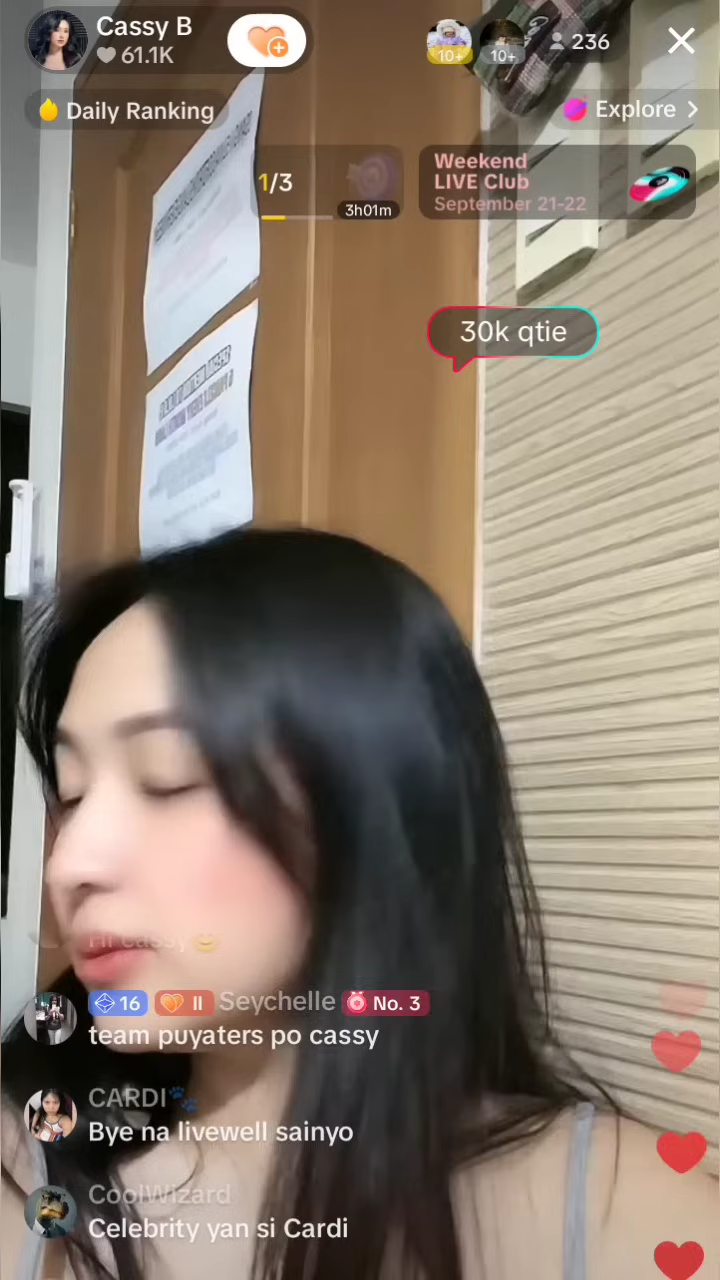 Cassy B
61.1K
10+
10+
236
Daily Ranking
Explore
1/3
3h01m
Weekend
LIVE Club
September 21-22
30k qtie
Hi cassy
16
II
Seychelle
No. 3
team puyaters po cassy
CARDI🐾
Bye na livewell sainyo
CoolWizard
Celebrity yan si Cardi